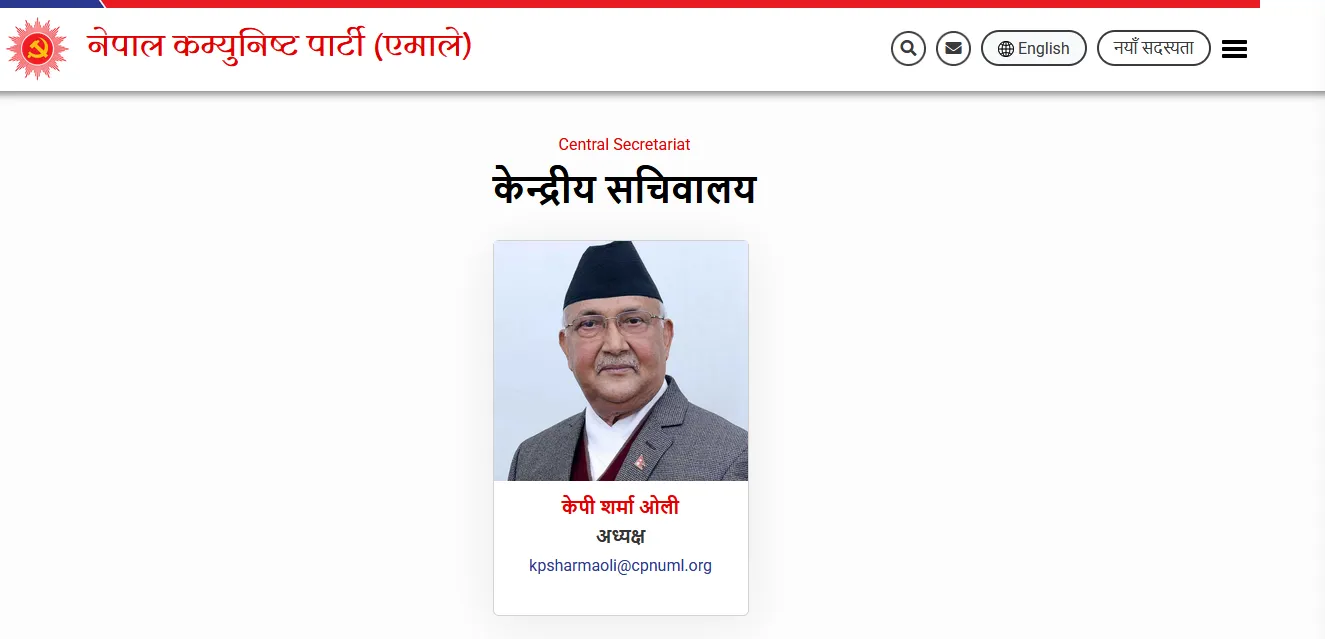 नेपाल कम्युनिष्ट पार्टी (एमाले)
English
नयाँ सदस्यता
Central Secretariat
केन्द्रीय सचिवालय
केपी शर्मा ओली
अध्यक्ष
kpsharmaoli@cpnuml.org